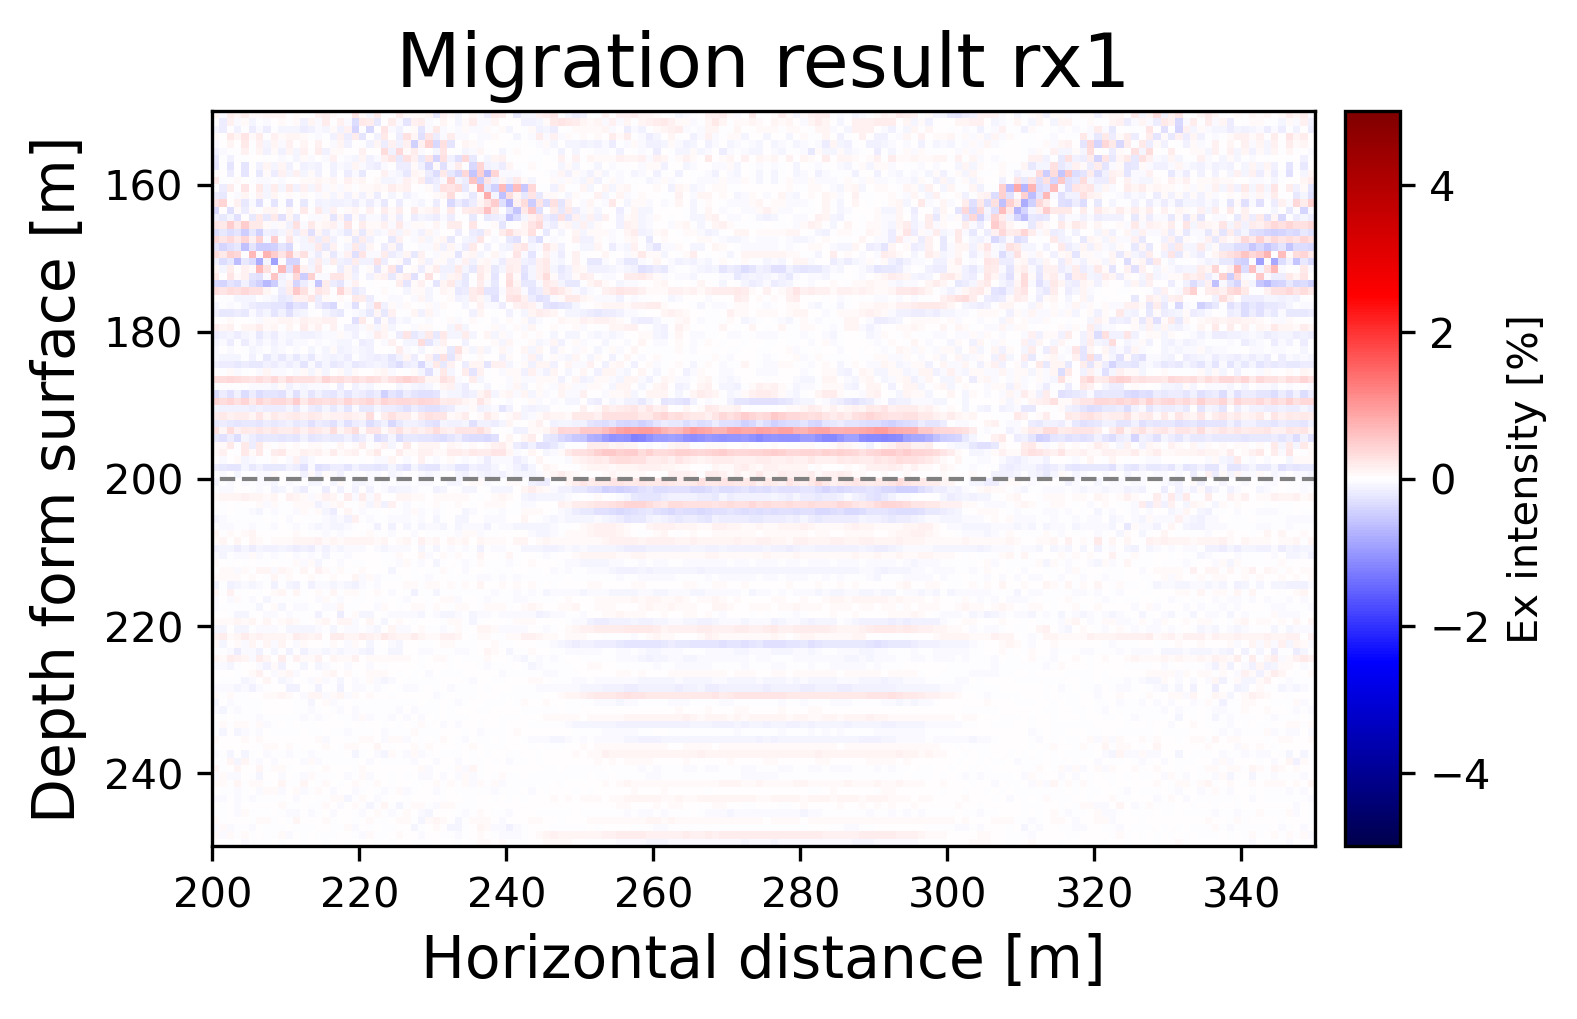 Migration result rx1
Depth form surface [m]
160
180
200
220
240
200 220 240 260 280 300 320 340
Horizontal distance [m]
4
2
0
−2
−4
Ex intensity [%]